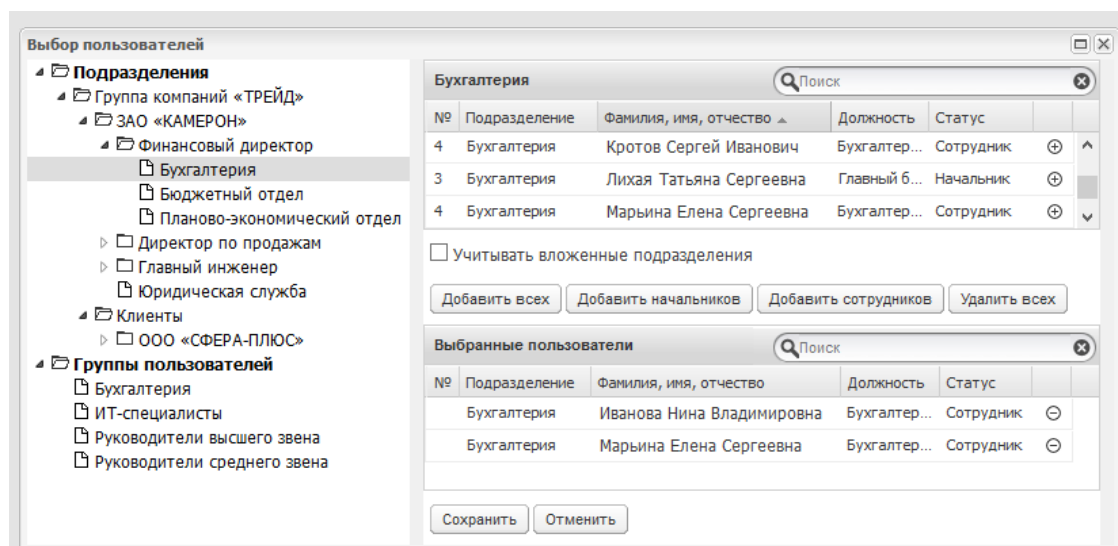 Выбор пользователей
Подразделения
Группа компаний «ТРЕЙД»
ЗАО «КАМЕРОН»
Финансовый директор
Бухгалтерия
Бюджетный отдел
Планово-экономический отдел
Директор по продажам
Главный инженер
Юридическая служба
Клиенты
ООО «СФЕРА-ПЛЮС»
Группы пользователей
Бухгалтерия
ИТ-специалисты
Руководители высшего звена
Руководители среднего звена
Бухгалтерия Поиск
№ Подразделение Фамилия, имя, отчество Должность Статус
4 Бухгалтерия Кротов Сергей Иванович Бухгалтер... Сотрудник
3 Бухгалтерия Лихая Татьяна Сергеевна Главный б... Начальник
4 Бухгалтерия Марьина Елена Сергеевна Бухгалтер... Сотрудник
Учитывать вложенные подразделения
Добавить всех Добавить начальников Добавить сотрудников Удалить всех
Выбранные пользователи Поиск
№ Подразделение Фамилия, имя, отчество Должность Статус
Бухгалтерия Иванова Нина Владимировна Бухгалтер... Сотрудник
Бухгалтерия Марьина Елена Сергеевна Бухгалтер... Сотрудник
Сохранить Отменить